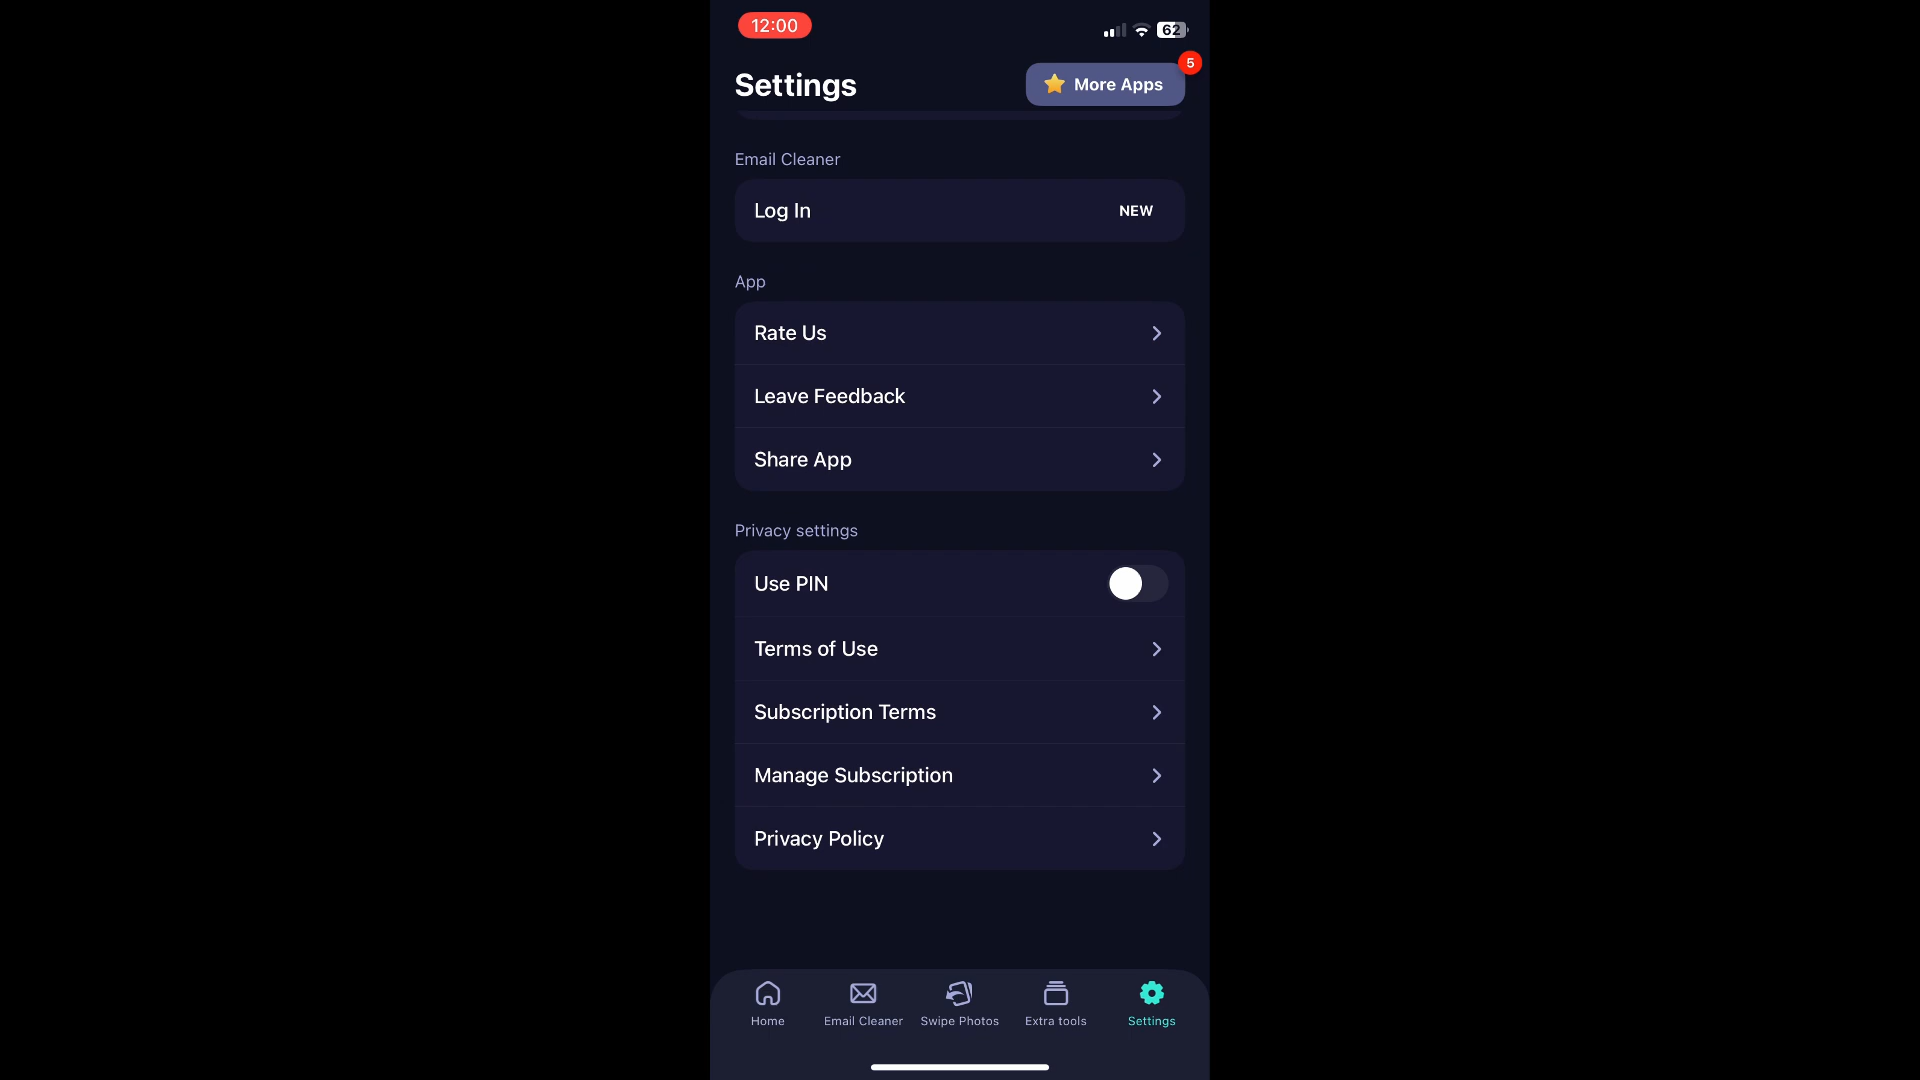 12:00
62
Settings
More Apps
5
Email Cleaner
Log In
NEW
App
Rate Us
Leave Feedback
Share App
Privacy settings
Use PIN
Terms of Use
Subscription Terms
Manage Subscription
Privacy Policy
Home
Email Cleaner
Swipe Photos
Extra tools
Settings